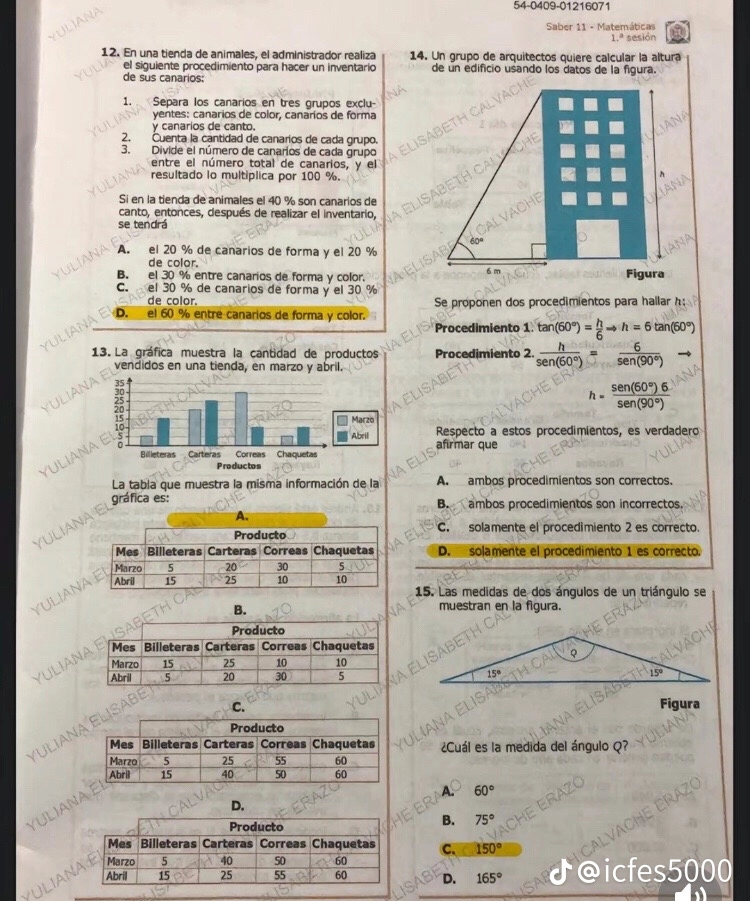 54-0409-01216071
Saber 11 - Matemáticas
1.ª sesión
12. En una tienda de animales, el administrador realiza
el siguiente procedimiento para hacer un inventario
de sus canarios:
1. Separa los canarios en tres grupos exclu-
yentes: canarios de color, canarios de forma
y canarios de canto.
2. Cuenta la cantidad de canarios de cada grupo.
3. Divide el número de canarios de cada grupo
entre el número total de canarios, y el
resultado lo multiplica por 100 %.
Si en la tienda de animales el 40 % son canarios de
canto, entonces, después de realizar el inventario,
se tendrá
A. el 20 % de canarios de forma y el 20 %
de color.
B. el 30 % entre canarios de forma y color.
C. el 30 % de canarios de forma y el 30 %
de color.
D. el 60 % entre canarios de forma y color.
13. La gráfica muestra la cantidad de productos
vendidos en una tienda, en marzo y abril.
35
30
25
20
15
10
5
0
Billeteras Carteras Correas Chaquetas
Productos
Marzo
Abril
La tabla que muestra la misma información de la
gráfica es:
A.
Producto
Mes Billeteras Carteras Correas Chaquetas
Marzo 5 20 30 5
Abril 15 25 10 10
B.
Producto
Mes Billeteras Carteras Correas Chaquetas
Marzo 15 25 10 10
Abril 5 20 30 5
C.
Producto
Mes Billeteras Carteras Correas Chaquetas
Marzo 5 25 55 60
Abril 15 40 50 60
D.
Producto
Mes Billeteras Carteras Correas Chaquetas
Marzo 5 40 50 60
Abril 15 25 55 60
14. Un grupo de arquitectos quiere calcular la altura
de un edificio usando los datos de la figura.
h
60°
6 m
Figura
Se proponen dos procedimientos para hallar h:
Procedimiento 1. tan(60°) = h/6 ⇒ h = 6 tan(60°)
Procedimiento 2. h/sen(60°) = 6/sen(90°) →
h = sen(60°) 6/sen(90°)
Respecto a estos procedimientos, es verdadero
afirmar que
A. ambos procedimientos son correctos.
B. ambos procedimientos son incorrectos.
C. solamente el procedimiento 2 es correcto.
D. solamente el procedimiento 1 es correcto.
15. Las medidas de dos ángulos de un triángulo se
muestran en la figura.
Q
15° 15°
Figura
¿Cuál es la medida del ángulo Q?
A. 60°
B. 75°
C. 150°
D. 165°
YULIANA ELISABETH CALVACHE ERAZO
@icfes5000